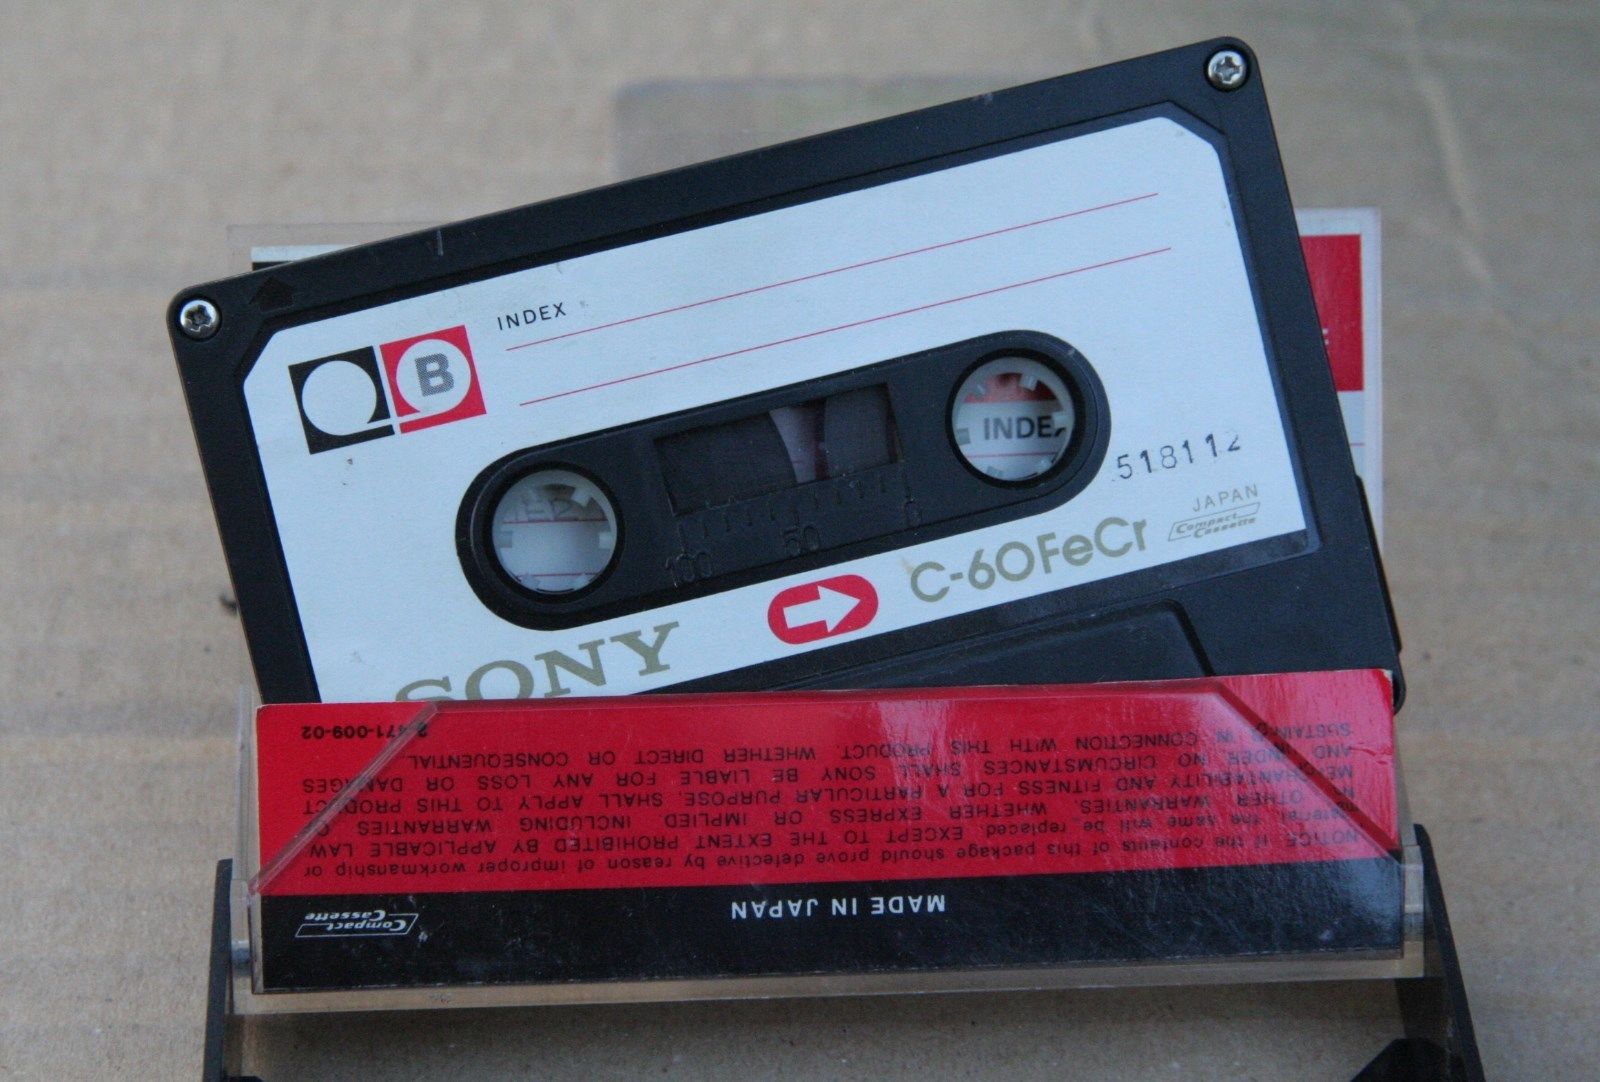 B
INDEX
INDE
518112
100 50 0
JAPAN
Compact
Cassette
C-60FeCr
SONY
NOTICE: If the contents of this package should prove defective by reason of improper workmanship or
material, the same will be replaced EXCEPT TO THE EXTENT PROHIBITED BY APPLICABLE LAW
NO OTHER WARRANTIES, WHETHER EXPRESS OR IMPLIED, INCLUDING WARRANTIES OF
MERCHANTABILITY AND FITNESS FOR A PARTICULAR PURPOSE, SHALL APPLY TO THIS PRODUCT
AND UNDER NO CIRCUMSTANCES SHALL SONY BE LIABLE FOR ANY LOSS OR DAMAGES
SUSTAINED IN CONNECTION WITH THIS PRODUCT. WHETHER DIRECT OR CONSEQUENTIAL
471-009-02
MADE IN JAPAN
Compact
Cassette